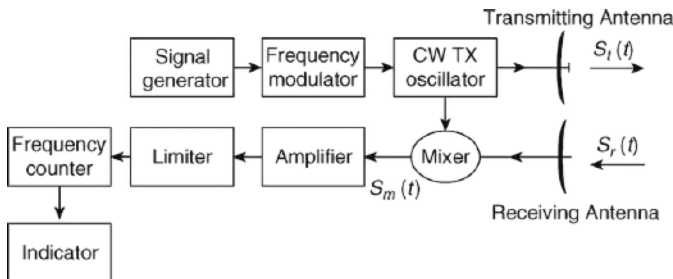 Transmitting Antenna
Signal
generator
Frequency
modulator
CW TX
oscillator
S_t (t)
Frequency
counter
Limiter
Amplifier
Mixer
S_r (t)
S_m (t)
Receiving Antenna
Indicator